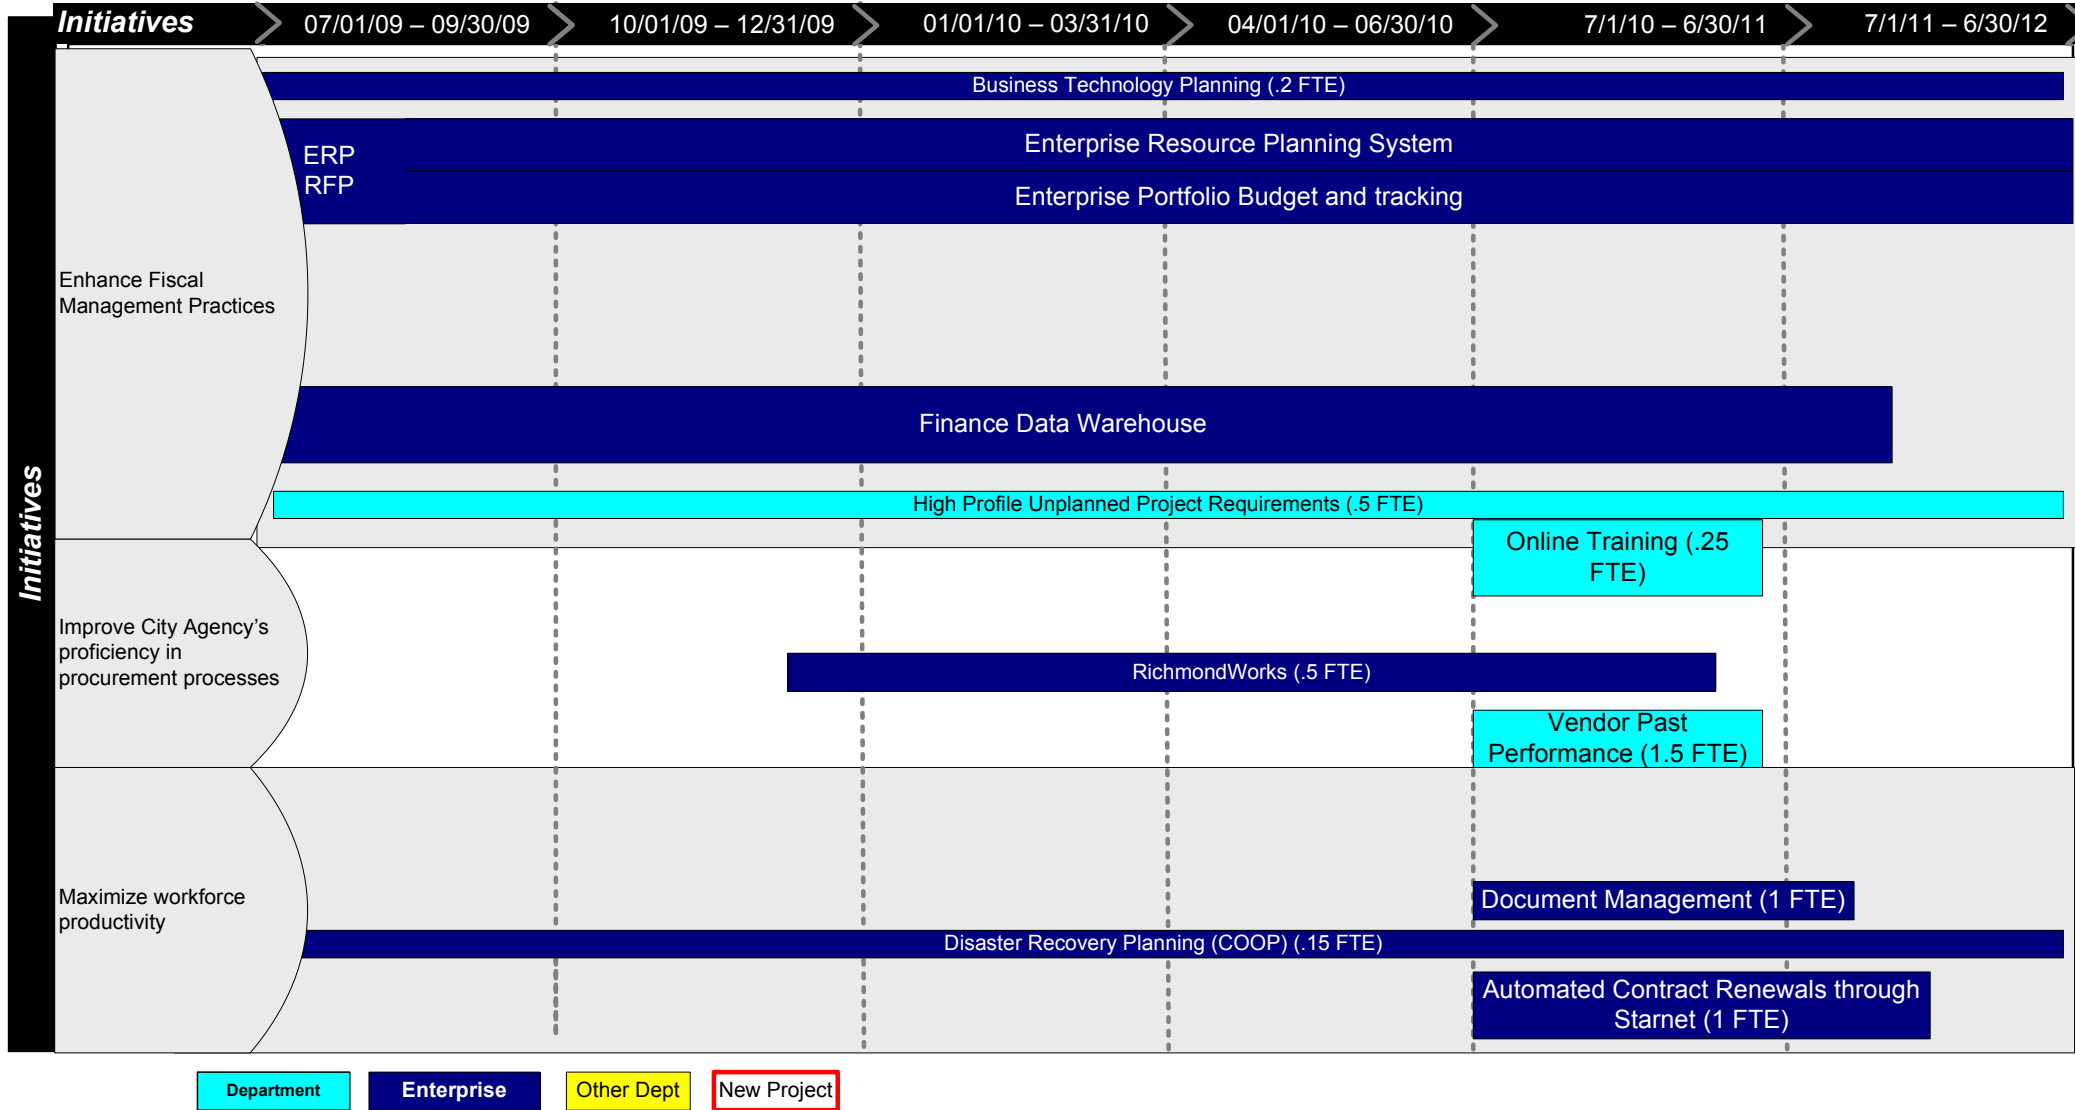 Initiatives
07/01/09 – 09/30/09
10/01/09 – 12/31/09
01/01/10 – 03/31/10
04/01/10 – 06/30/10
7/1/10 – 6/30/11
7/1/11 – 6/30/12
Initiatives
Enhance Fiscal
Management Practices
Business Technology Planning (.2 FTE)
ERP
RFP
Enterprise Resource Planning System
Enterprise Portfolio Budget and tracking
Finance Data Warehouse
High Profile Unplanned Project Requirements (.5 FTE)
Online Training (.25
FTE)
Improve City Agency’s
proficiency in
procurement processes
RichmondWorks (.5 FTE)
Vendor Past
Performance (1.5 FTE)
Maximize workforce
productivity
Document Management (1 FTE)
Disaster Recovery Planning (COOP) (.15 FTE)
Automated Contract Renewals through
Starnet (1 FTE)
Department
Enterprise
Other Dept
New Project